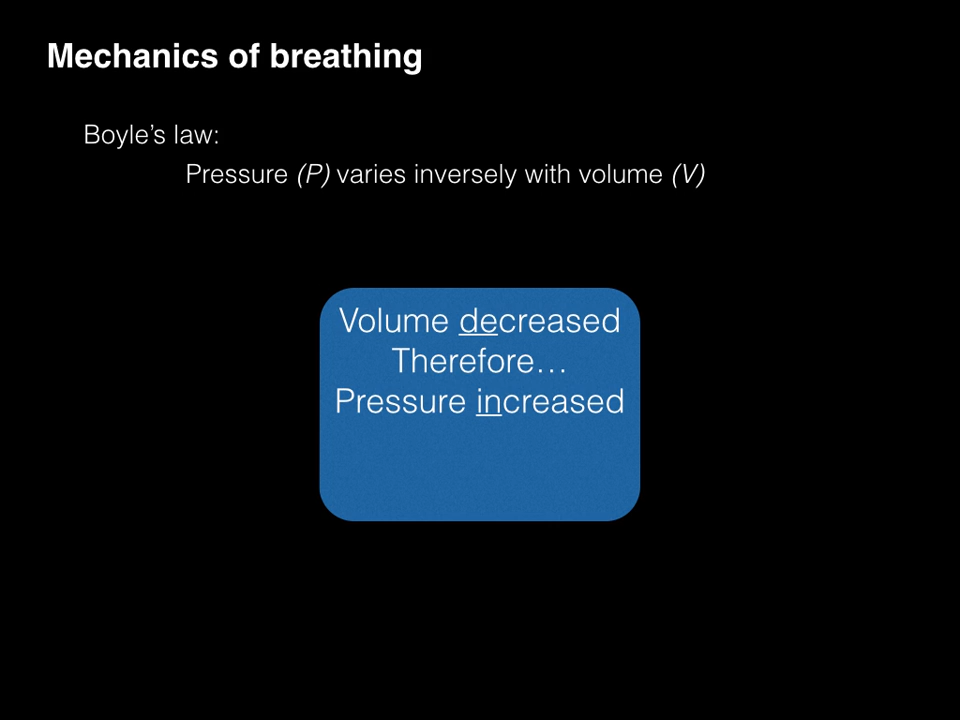 Mechanics of breathing
Boyle’s law:
Pressure (P) varies inversely with volume (V)
Volume decreased
Therefore…
Pressure increased